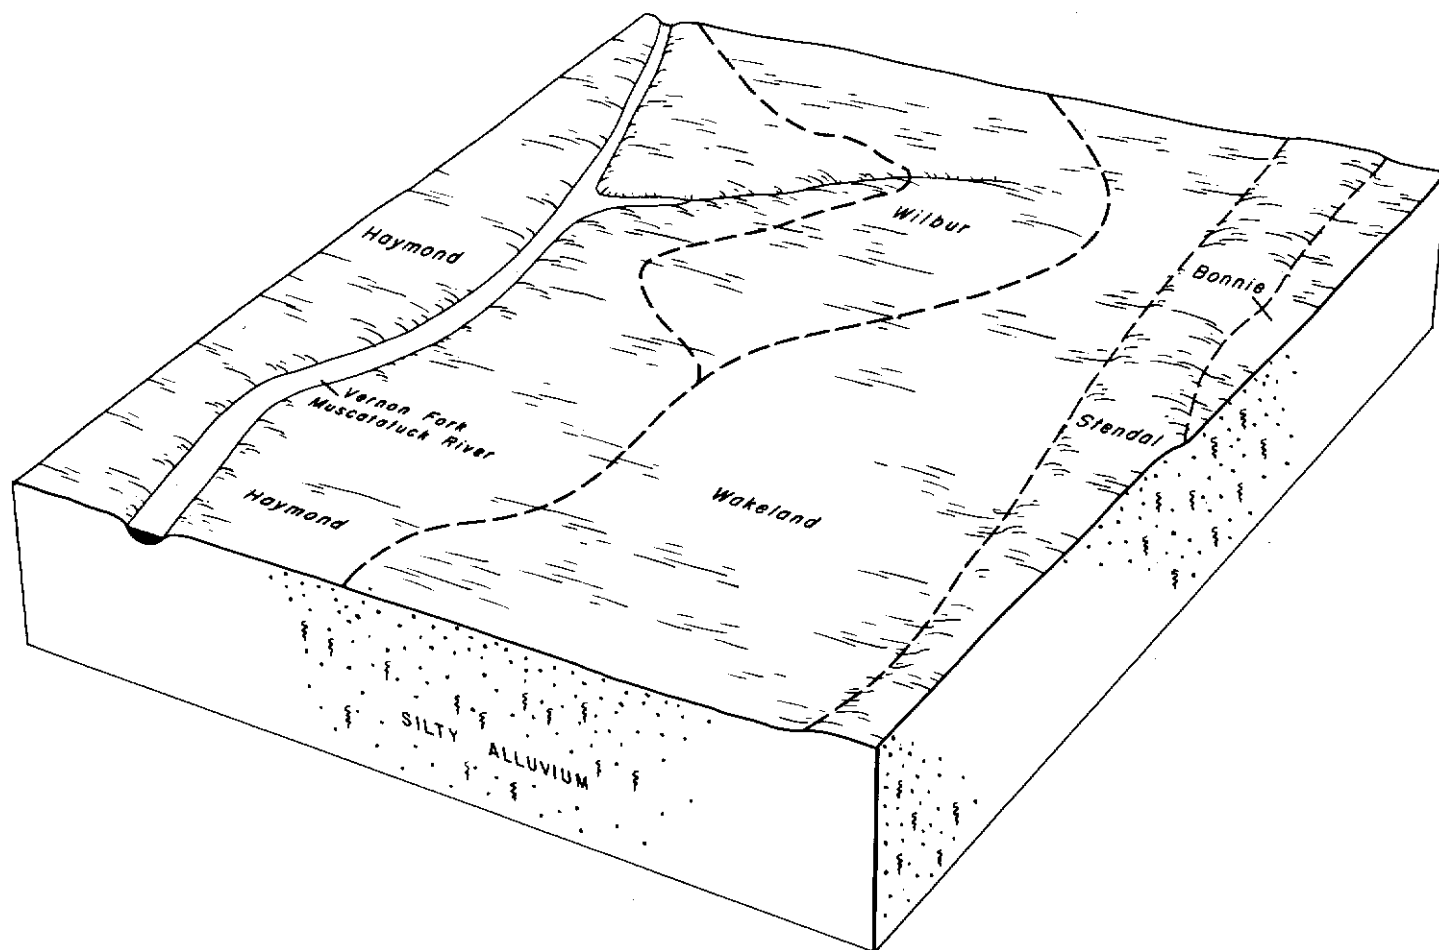 Wilbur
Haymond
Bonnie
Vernon Fork
Muscatatuck River
Stendal
Haymond
Wakeland
SILTY ALLUVIUM